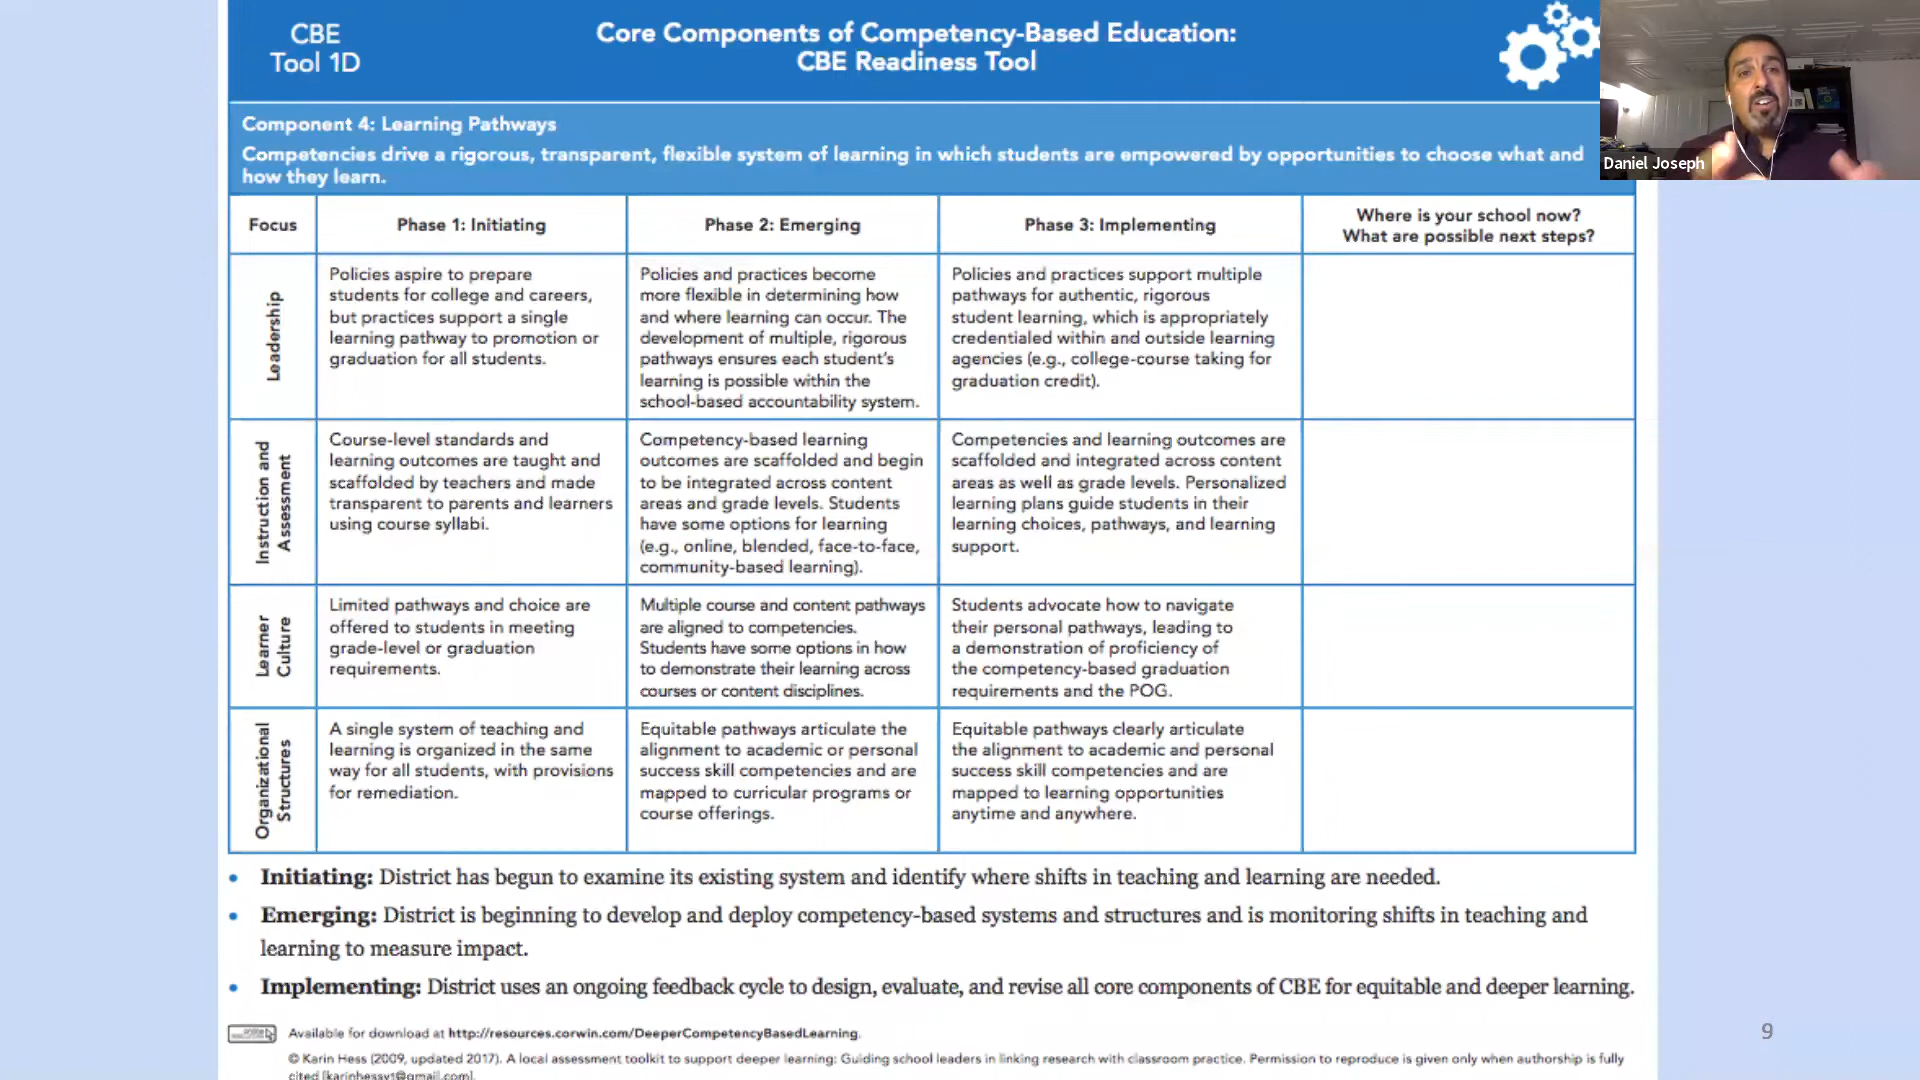 CBE
Tool 1D
Core Components of Competency-Based Education:
CBE Readiness Tool
Daniel Joseph
Component 4: Learning Pathways
Competencies drive a rigorous, transparent, flexible system of learning in which students are empowered by opportunities to choose what and
how they learn.
Focus
Phase 1: Initiating
Phase 2: Emerging
Phase 3: Implementing
Where is your school now?
What are possible next steps?
Leadership
Policies aspire to prepare
students for college and careers,
but practices support a single
learning pathway to promotion or
graduation for all students.
Policies and practices become
more flexible in determining how
and where learning can occur. The
development of multiple, rigorous
pathways ensures each student's
learning is possible within the
school-based accountability system.
Policies and practices support multiple
pathways for authentic, rigorous
student learning, which is appropriately
credentialed within and outside learning
agencies (e.g., college-course taking for
graduation credit).
Instruction and
Assessment
Course-level standards and
learning outcomes are taught and
scaffolded by teachers and made
transparent to parents and learners
using course syllabi.
Competency-based learning
outcomes are scaffolded and begin
to be integrated across content
areas and grade levels. Students
have some options for learning
(e.g., online, blended, face-to-face,
community-based learning).
Competencies and learning outcomes are
scaffolded and integrated across content
areas as well as grade levels. Personalized
learning plans guide students in their
learning choices, pathways, and learning
support.
Learner
Culture
Limited pathways and choice are
offered to students in meeting
grade-level or graduation
requirements.
Multiple course and content pathways
are aligned to competencies.
Students have some options in how
to demonstrate their learning across
courses or content disciplines.
Students advocate how to navigate
their personal pathways, leading to
a demonstration of proficiency of
the competency-based graduation
requirements and the POG.
Organizational
Structures
A single system of teaching and
learning is organized in the same
way for all students, with provisions
for remediation.
Equitable pathways articulate the
alignment to academic or personal
success skill competencies and are
mapped to curricular programs or
course offerings.
Equitable pathways clearly articulate
the alignment to academic and personal
success skill competencies and are
mapped to learning opportunities
anytime and anywhere.
• Initiating: District has begun to examine its existing system and identify where shifts in teaching and learning are needed.
• Emerging: District is beginning to develop and deploy competency-based systems and structures and is monitoring shifts in teaching and
learning to measure impact.
• Implementing: District uses an ongoing feedback cycle to design, evaluate, and revise all core components of CBE for equitable and deeper learning.
Available for download at http://resources.corwin.com/DeeperCompetencyBasedLearning.
© Karin Hess (2009, updated 2017). A local assessment toolkit to support deeper learning: Guiding school leaders in linking research with classroom practice. Permission to reproduce is given only when authorship is fully
cited [karinhessvt@gmail.com].
9